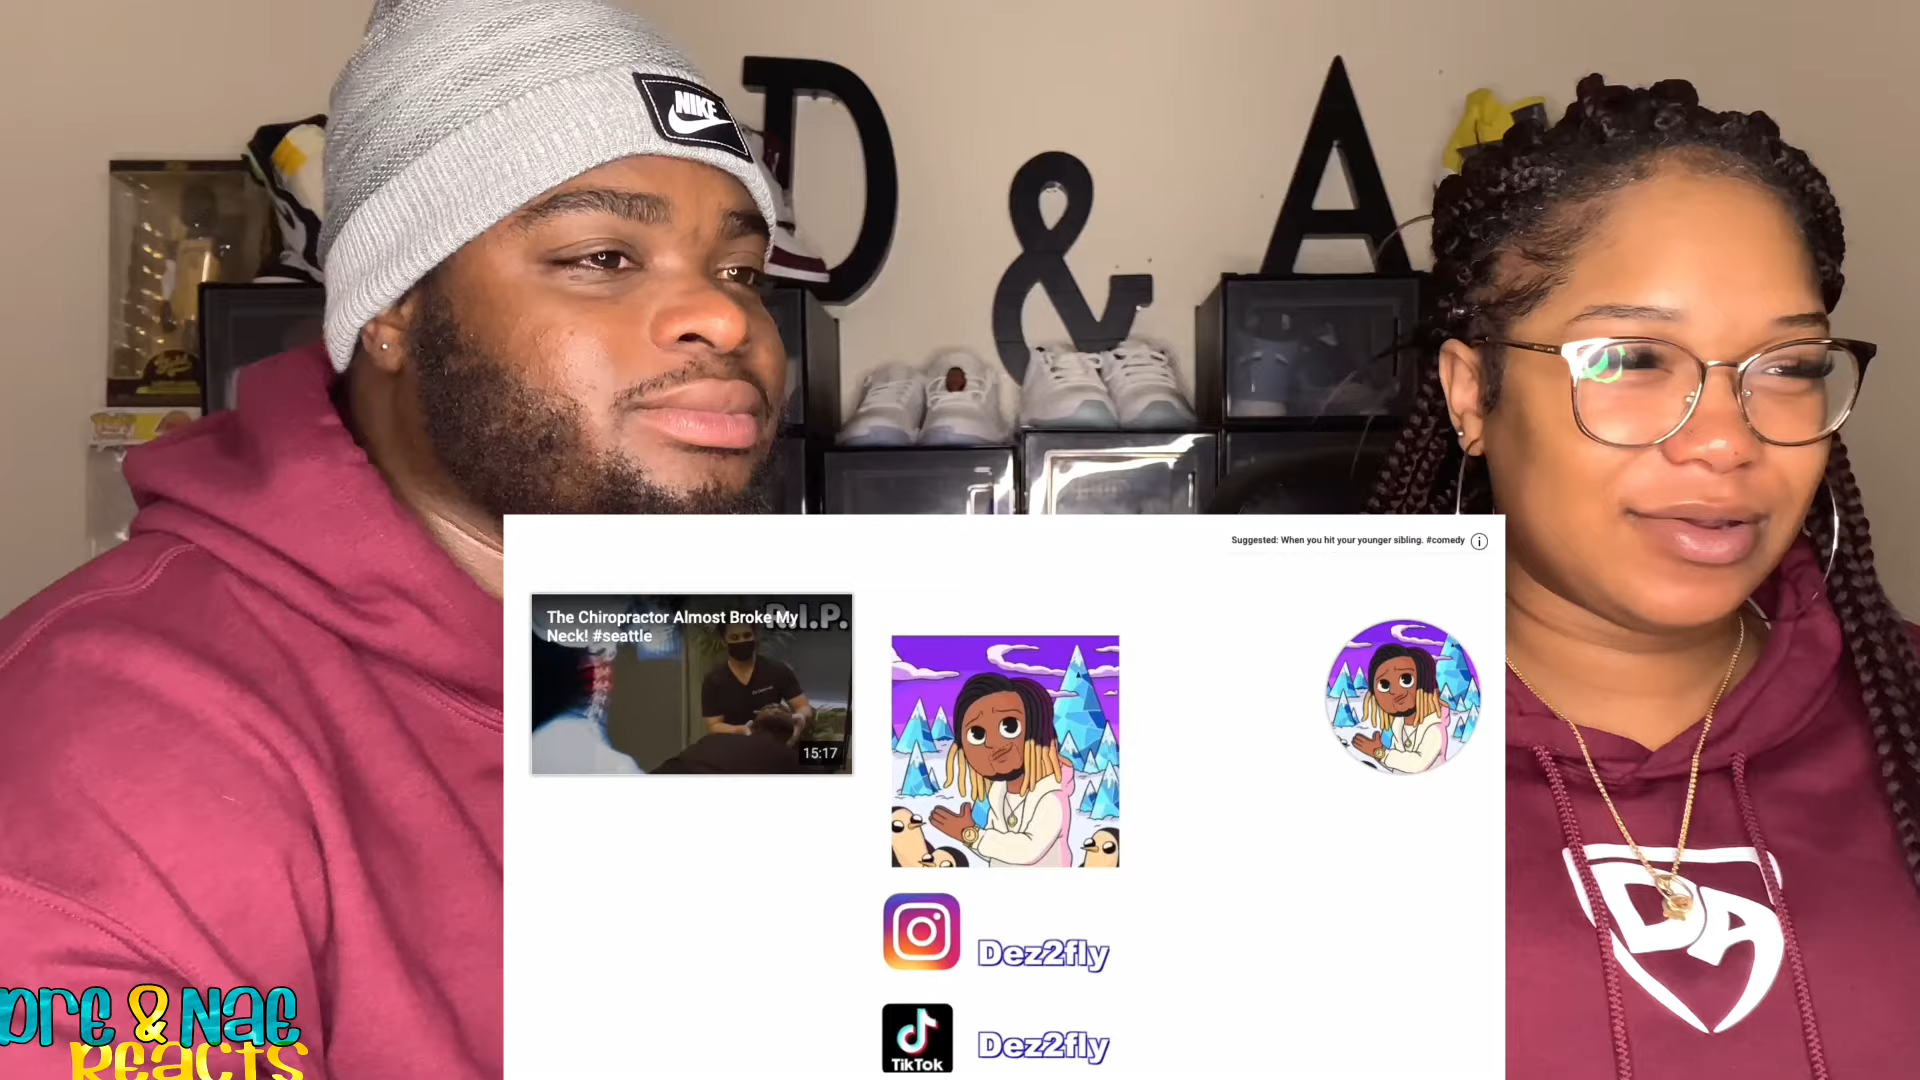 NIKE
D & A
Suggested: When you hit your younger sibling. #comedy
The Chiropractor Almost Broke My
Neck! #seattle
R.I.P.
15:17
Dez2fly
TikTok
Dez2fly
DA
DRE & NAE
REACTS